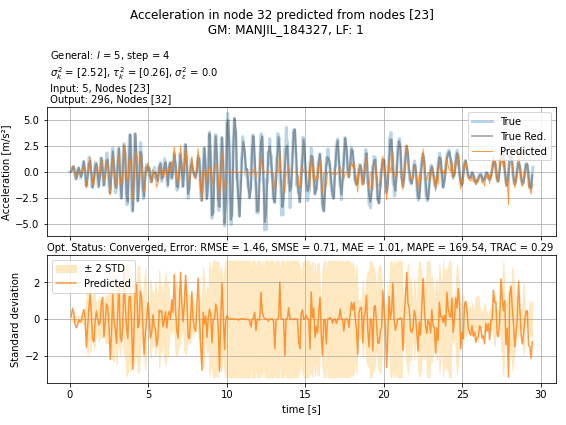 Acceleration in node 32 predicted from nodes [23]
GM: MANJIL_184327, LF: 1
General: l = 5, step = 4
σ²ₖ = [2.52], τ²ₖ = [0.26], σ²ε = 0.0
Input: 5, Nodes [23]
Output: 296, Nodes [32]
Acceleration [m/s²]
5.0
2.5
0.0
−2.5
−5.0
True
True Red.
Predicted
Opt. Status: Converged, Error: RMSE = 1.46, SMSE = 0.71, MAE = 1.01, MAPE = 169.54, TRAC = 0.29
Standard deviation
2
0
−2
± 2 STD
Predicted
0
5
10
15
20
25
30
time [s]